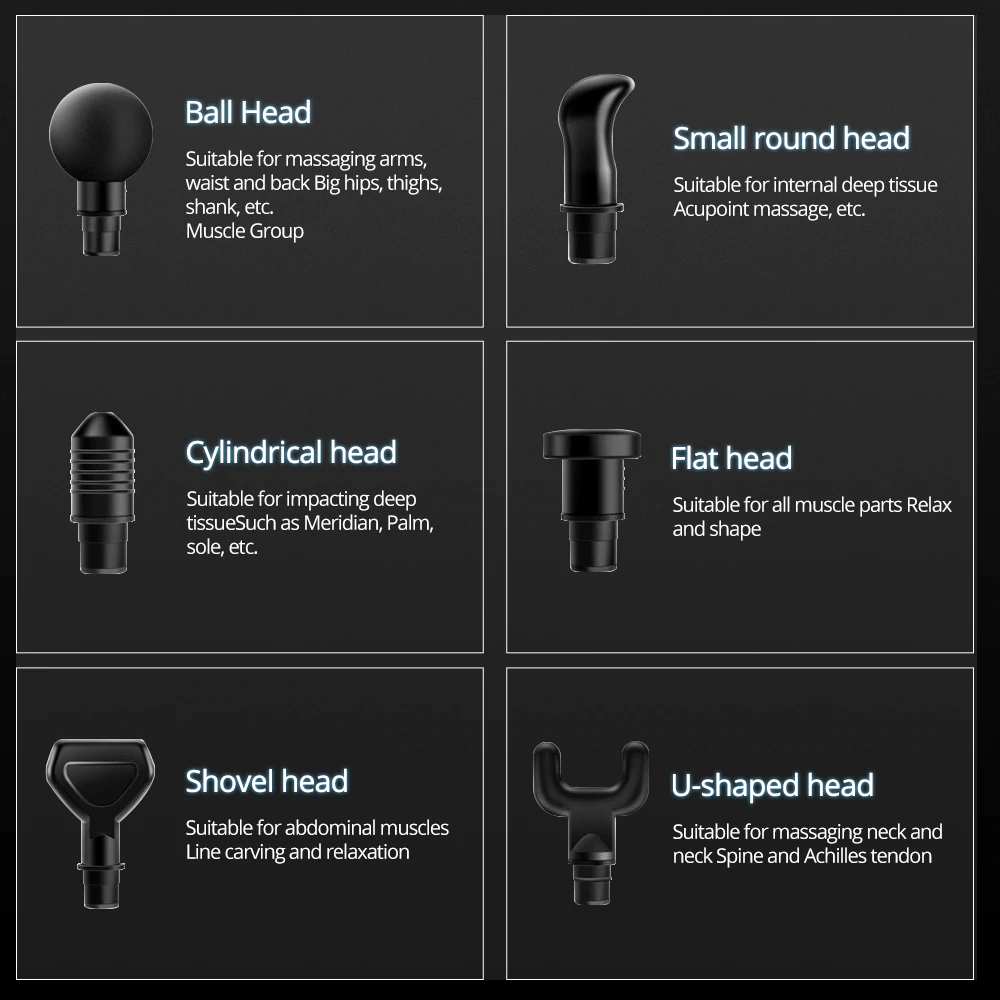 Ball Head
Suitable for massaging arms,
waist and back Big hips, thighs,
shank, etc.
Muscle Group
Small round head
Suitable for internal deep tissue
Acupoint massage, etc.
Cylindrical head
Suitable for impacting deep
tissueSuch as Meridian, Palm,
sole, etc.
Flat head
Suitable for all muscle parts Relax
and shape
Shovel head
Suitable for abdominal muscles
Line carving and relaxation
U-shaped head
Suitable for massaging neck and
neck Spine and Achilles tendon